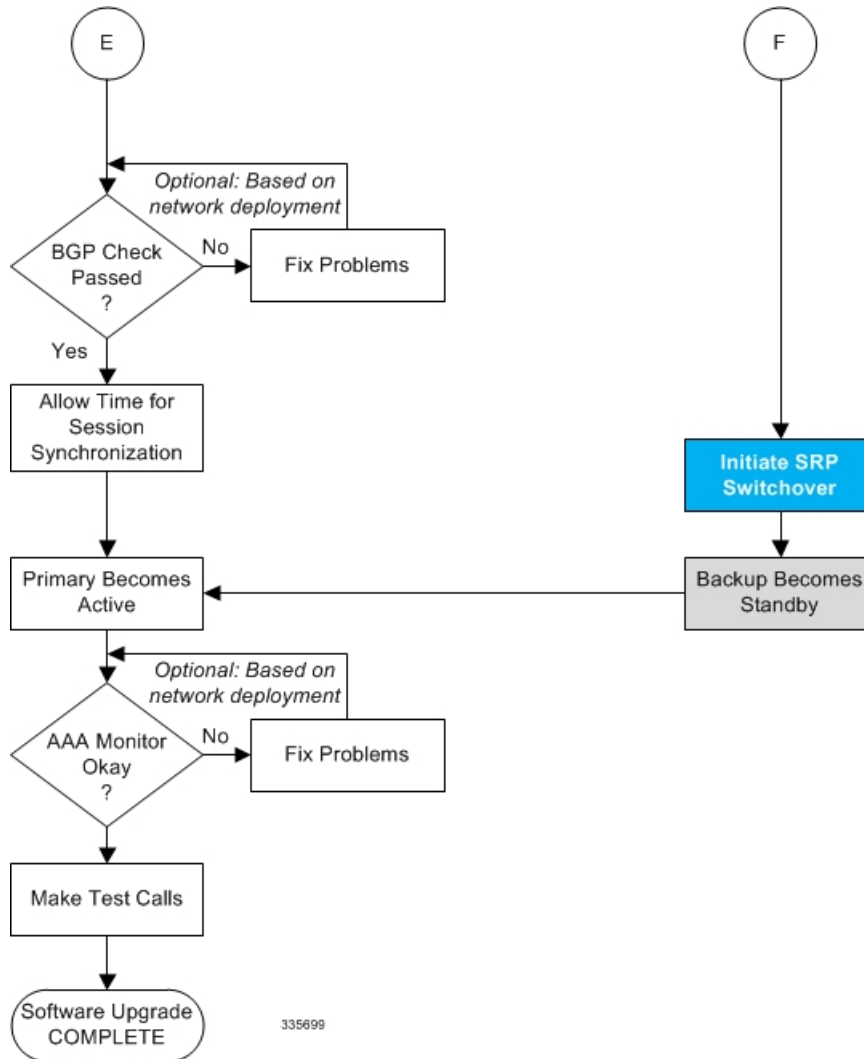 E
F
Optional: Based on
network deployment
BGP Check
Passed
?
No
Fix Problems
Yes
Allow Time for
Session
Synchronization
Initiate SRP
Switchover
Primary Becomes
Active
Backup Becomes
Standby
Optional: Based on
network deployment
AAA Monitor
Okay
?
No
Fix Problems
Make Test Calls
Software Upgrade
COMPLETE
335699